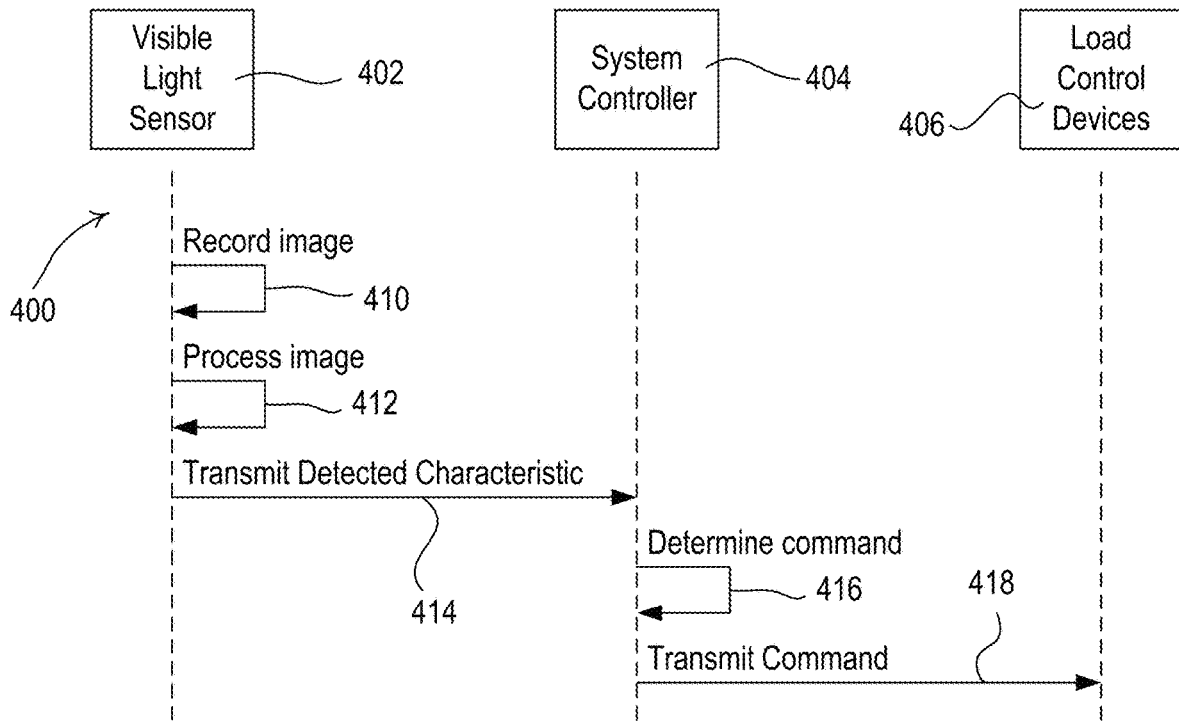 Visible
Light
Sensor
402
System
Controller
404
Load
Control
Devices
406
400
Record image
410
Process image
412
Transmit Detected Characteristic
414
Determine command
416
418
Transmit Command